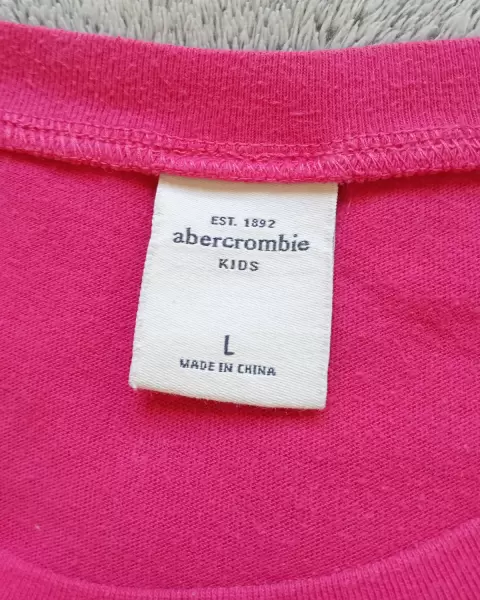 EST. 1892
abercrombie
KIDS
L
MADE IN CHINA